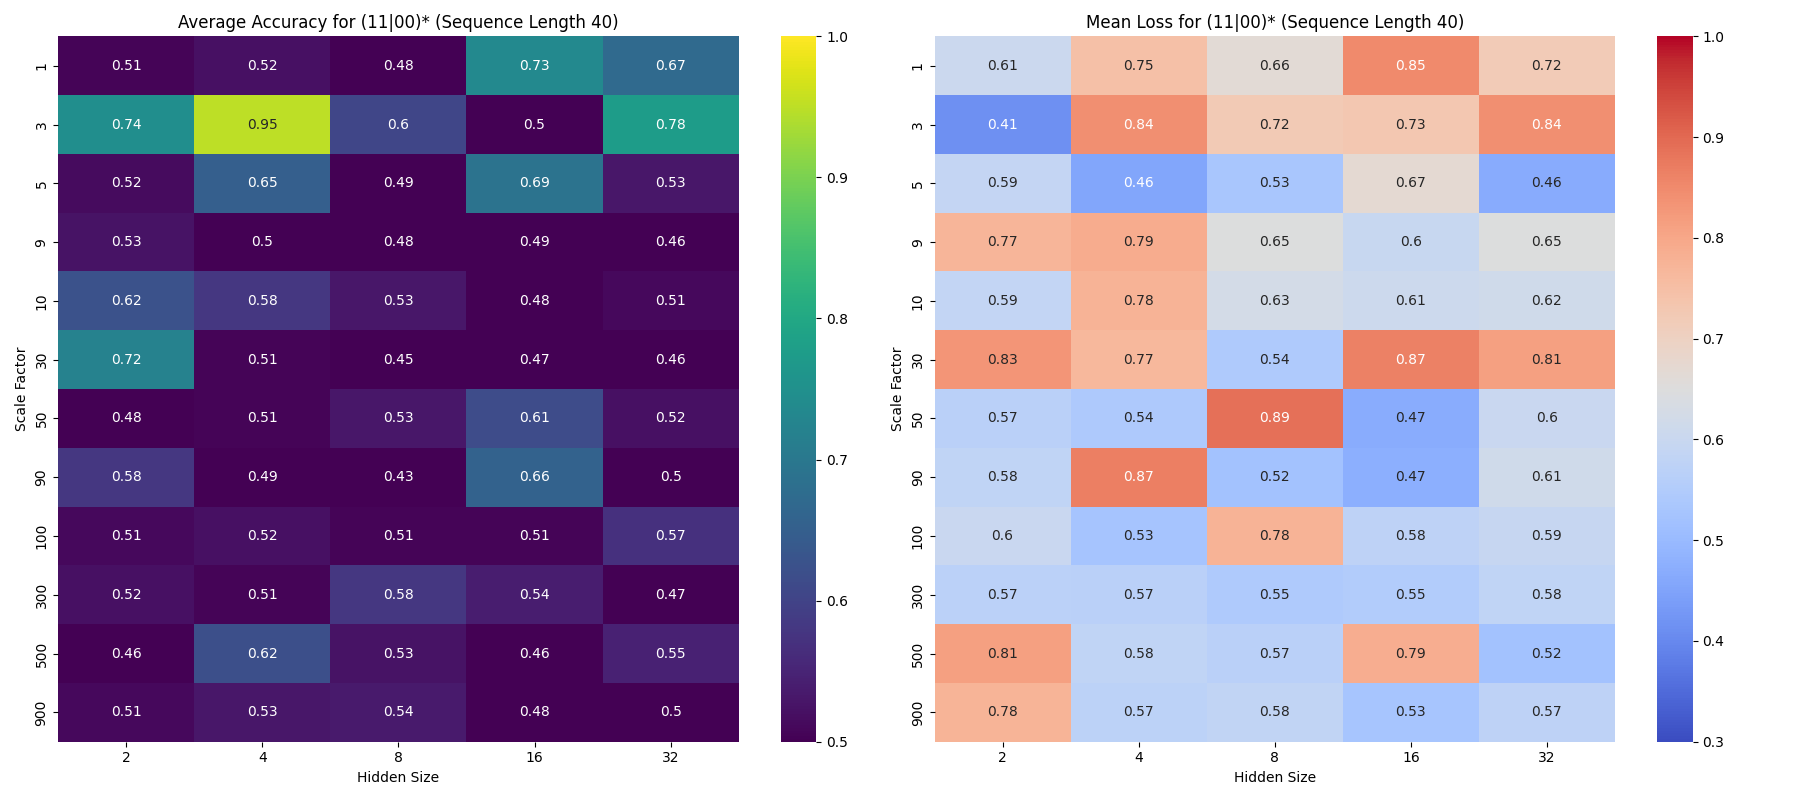 Average Accuracy for (11|00)* (Sequence Length 40)
Scale Factor
1 0.51 0.52 0.48 0.73 0.67
3 0.74 0.95 0.6 0.5 0.78
5 0.52 0.65 0.49 0.69 0.53
9 0.53 0.5 0.48 0.49 0.46
10 0.62 0.58 0.53 0.48 0.51
30 0.72 0.51 0.45 0.47 0.46
50 0.48 0.51 0.53 0.61 0.52
90 0.58 0.49 0.43 0.66 0.5
100 0.51 0.52 0.51 0.51 0.57
300 0.52 0.51 0.58 0.54 0.47
500 0.46 0.62 0.53 0.46 0.55
900 0.51 0.53 0.54 0.48 0.5
2 4 8 16 32
Hidden Size
1.0
0.9
0.8
0.7
0.6
0.5
Mean Loss for (11|00)* (Sequence Length 40)
Scale Factor
1 0.61 0.75 0.66 0.85 0.72
3 0.41 0.84 0.72 0.73 0.84
5 0.59 0.46 0.53 0.67 0.46
9 0.77 0.79 0.65 0.6 0.65
10 0.59 0.78 0.63 0.61 0.62
30 0.83 0.77 0.54 0.87 0.81
50 0.57 0.54 0.89 0.47 0.6
90 0.58 0.87 0.52 0.47 0.61
100 0.6 0.53 0.78 0.58 0.59
300 0.57 0.57 0.55 0.55 0.58
500 0.81 0.58 0.57 0.79 0.52
900 0.78 0.57 0.58 0.53 0.57
2 4 8 16 32
Hidden Size
1.0
0.9
0.8
0.7
0.6
0.5
0.4
0.3